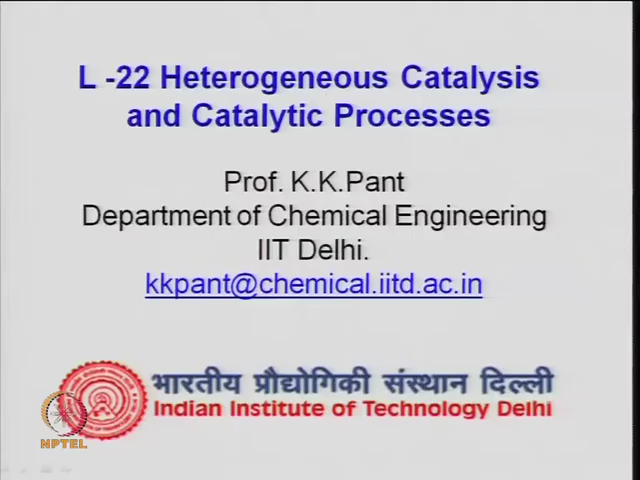 L -22 Heterogeneous Catalysis
and Catalytic Processes
Prof. K.K.Pant
Department of Chemical Engineering
IIT Delhi.
kkpant@chemical.iitd.ac.in
भारतीय प्रौद्योगिकी संस्थान दिल्ली
Indian Institute of Technology Delhi
NPTEL